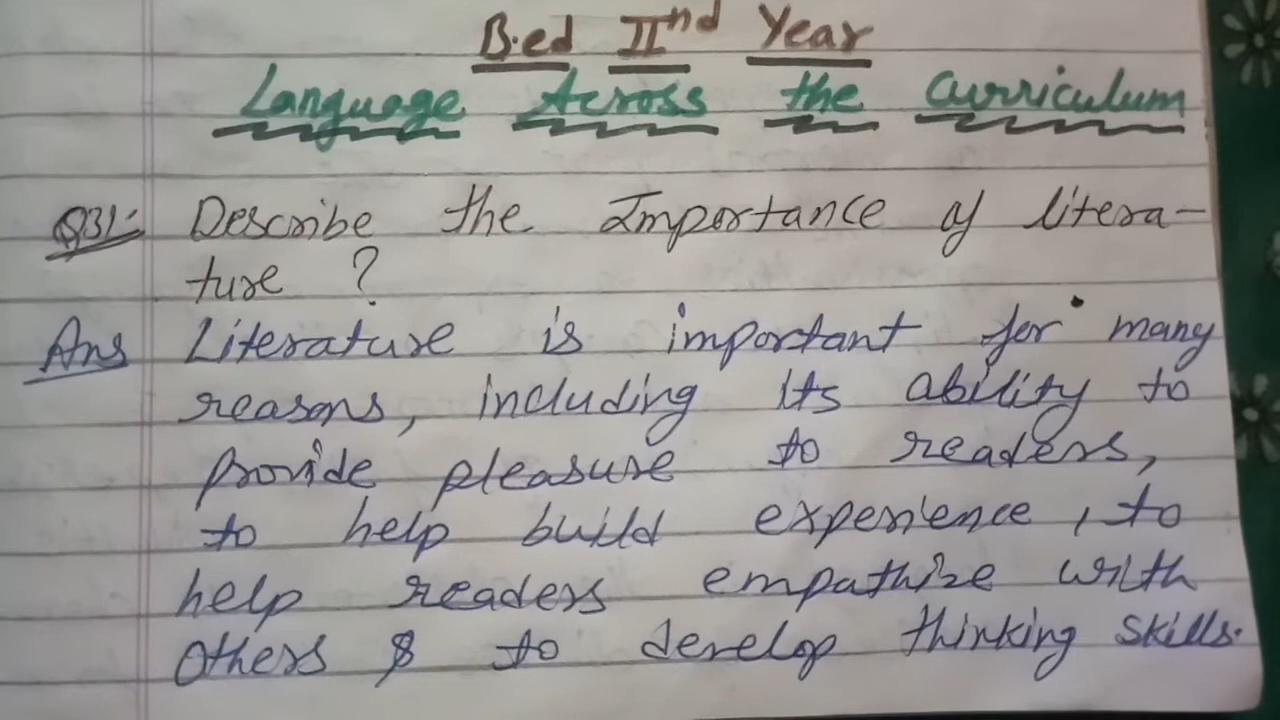 B.ed IInd Year
Language Across the Curriculum
Q31:- Describe the Importance of litera-
ture ?
Ans Literature is important for many
reasons, including its ability to
provide pleasure to readers,
to help build experience, to
help readers empathize with
others & to develop thinking skills.